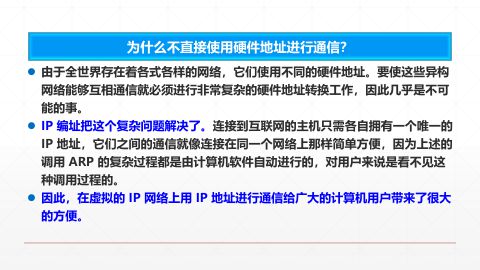 为什么不直接使用硬件地址进行通信?
由于全世界存在着各式各样的网络，它们使用不同的硬件地址。要使这些异构
网络能够互相通信就必须进行非常复杂的硬件地址转换工作，因此几乎是不可
能的事。
IP 编址把这个复杂问题解决了。连接到互联网的主机只需各自拥有一个唯一的
IP 地址，它们之间的通信就像连接在同一个网络上那样简单方便，因为上述的
调用 ARP 的复杂过程都是由计算机软件自动进行的，对用户来说是看不见这
种调用过程的。
因此，在虚拟的 IP 网络上用 IP 地址进行通信给广大的计算机用户带来了很大
的方便。